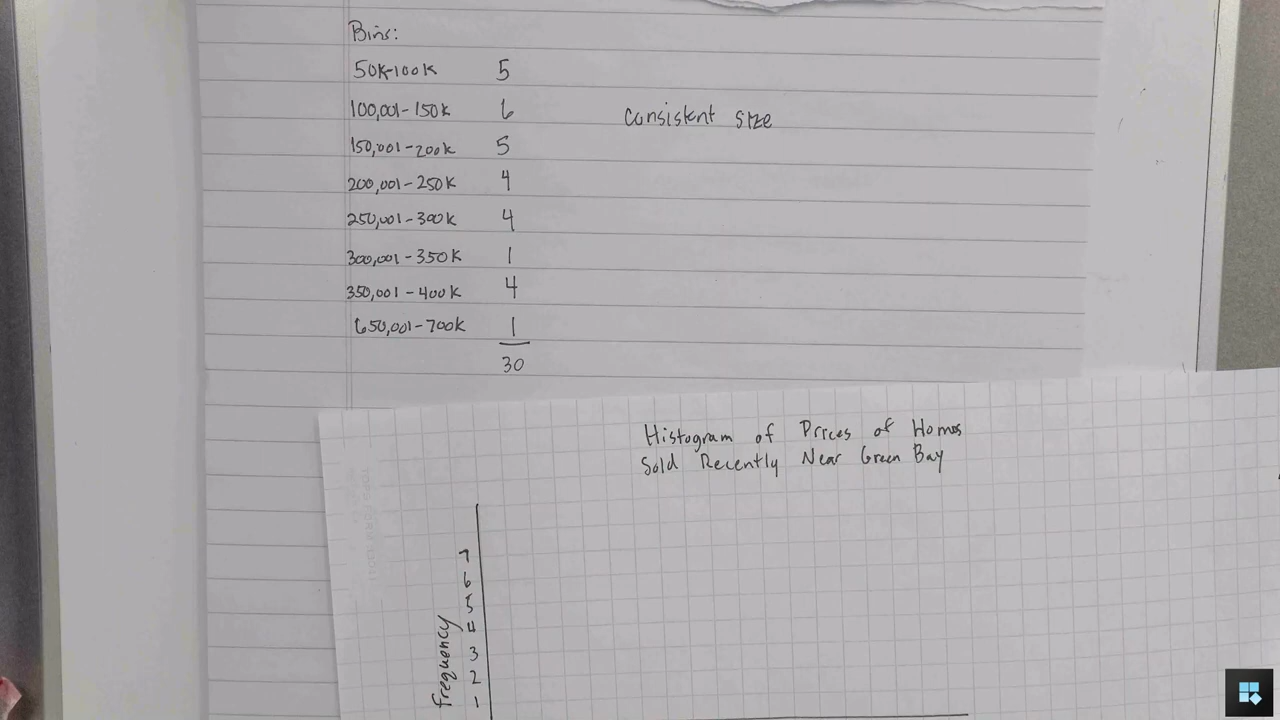 Bins:
50K-100K 5
100,001-150K 6
consistent size
150,001-200K 5
200,001-250K 4
250,001-300K 4
300,001-350K 1
350,001-400K 4
650,001-700K 1
30
Histogram of Prices of Homes
Sold Recently Near Green Bay
frequency
7
6
5
4
3
2
1